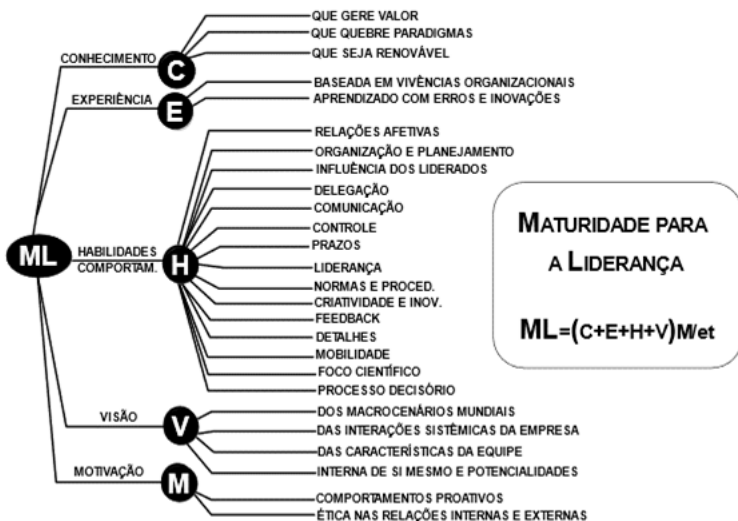 QUE GERE VALOR
QUE QUEBRE PARADIGMAS
QUE SEJA RENOVÁVEL
CONHECIMENTO
C
BASEADA EM VIVÊNCIAS ORGANIZACIONAIS
APRENDIZADO COM ERROS E INOVAÇÕES
EXPERIÊNCIA
E
RELAÇÕES AFETIVAS
ORGANIZAÇÃO E PLANEJAMENTO
INFLUÊNCIA DOS LIDERADOS
DELEGAÇÃO
COMUNICAÇÃO
CONTROLE
PRAZOS
LIDERANÇA
NORMAS E PROCED.
CRIATIVIDADE E INOV.
FEEDBACK
DETALHES
MOBILIDADE
FOCO CIENTÍFICO
PROCESSO DECISÓRIO
ML
HABILIDADES
COMPORTAM.
H
DOS MACROCENÁRIOS MUNDIAIS
DAS INTERAÇÕES SISTÊMICAS DA EMPRESA
DAS CARACTERÍSTICAS DA EQUIPE
INTERNA DE SI MESMO E POTENCIALIDADES
VISÃO
V
MOTIVAÇÃO
M
COMPORTAMENTOS PROATIVOS
ÉTICA NAS RELAÇÕES INTERNAS E EXTERNAS
MATURIDADE PARA
A LIDERANÇA
ML=(C+E+H+V)M/et